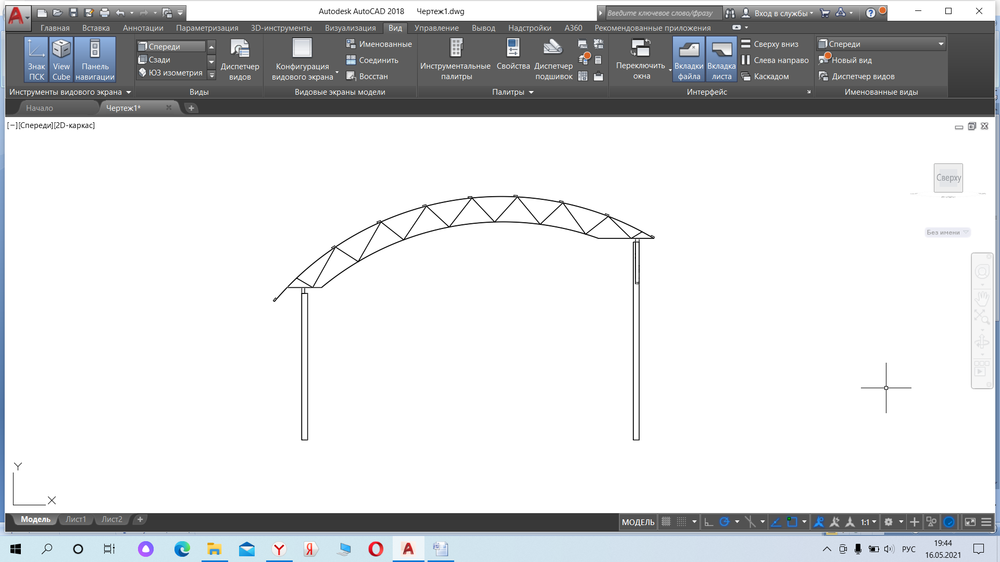 Autodesk AutoCAD 2018 Чертеж1.dwg
Введите ключевое слово/фразу
Вход в службы
Главная Вставка Аннотации Параметризация 3D-инструменты Визуализация Вид Управление Вывод Надстройки A360 Рекомендованные приложения
Знак
ПСК
View
Cube
Панель
навигации
Инструменты видового экрана
Спереди
Сзади
ЮЗ изометрия
Диспетчер
видов
Виды
Конфигурация
видового экрана
Именованные
Соединить
Восстан
Видовые экраны модели
Инструментальные
палитры
Свойства
Диспетчер
подшивок
Палитры
Переключить
окна
Вкладки
файла
Вкладка
листа
Сверху вниз
Слева направо
Каскадом
Интерфейс
Спереди
Новый вид
Диспетчер видов
Именованные виды
Начало
Чертеж1*
[−][Спереди][2D-каркас]
Сверху
Без имени
Y
X
Модель Лист1 Лист2
МОДЕЛЬ
1:1
РУС
19:44
16.05.2021